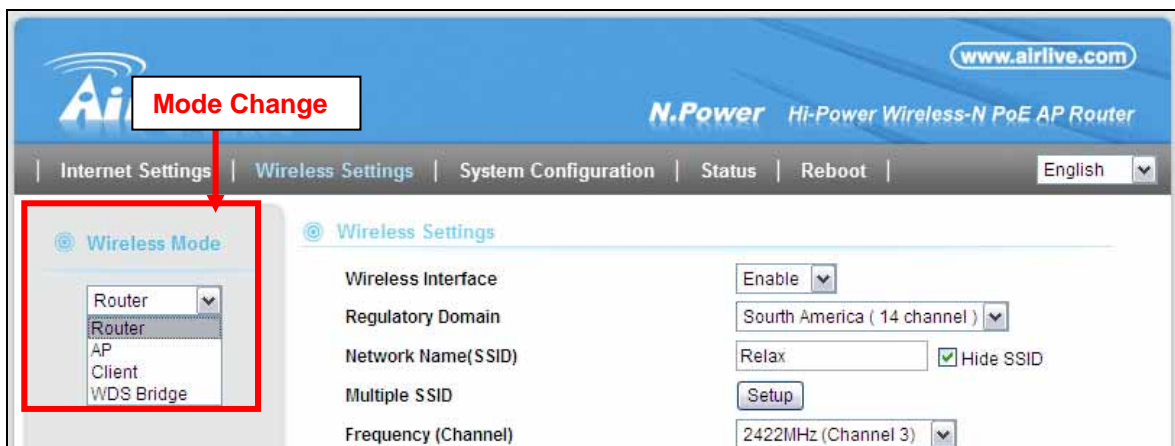 www.airlive.com
Mode Change
N.Power Hi-Power Wireless-N PoE AP Router
Internet Settings | Wireless Settings | System Configuration | Status | Reboot |
English
Wireless Mode
Router
Router
AP
Client
WDS Bridge
Wireless Settings
Wireless Interface Enable
Regulatory Domain Sourth America ( 14 channel )
Network Name(SSID) Relax Hide SSID
Multiple SSID Setup
Frequency (Channel) 2422MHz (Channel 3)